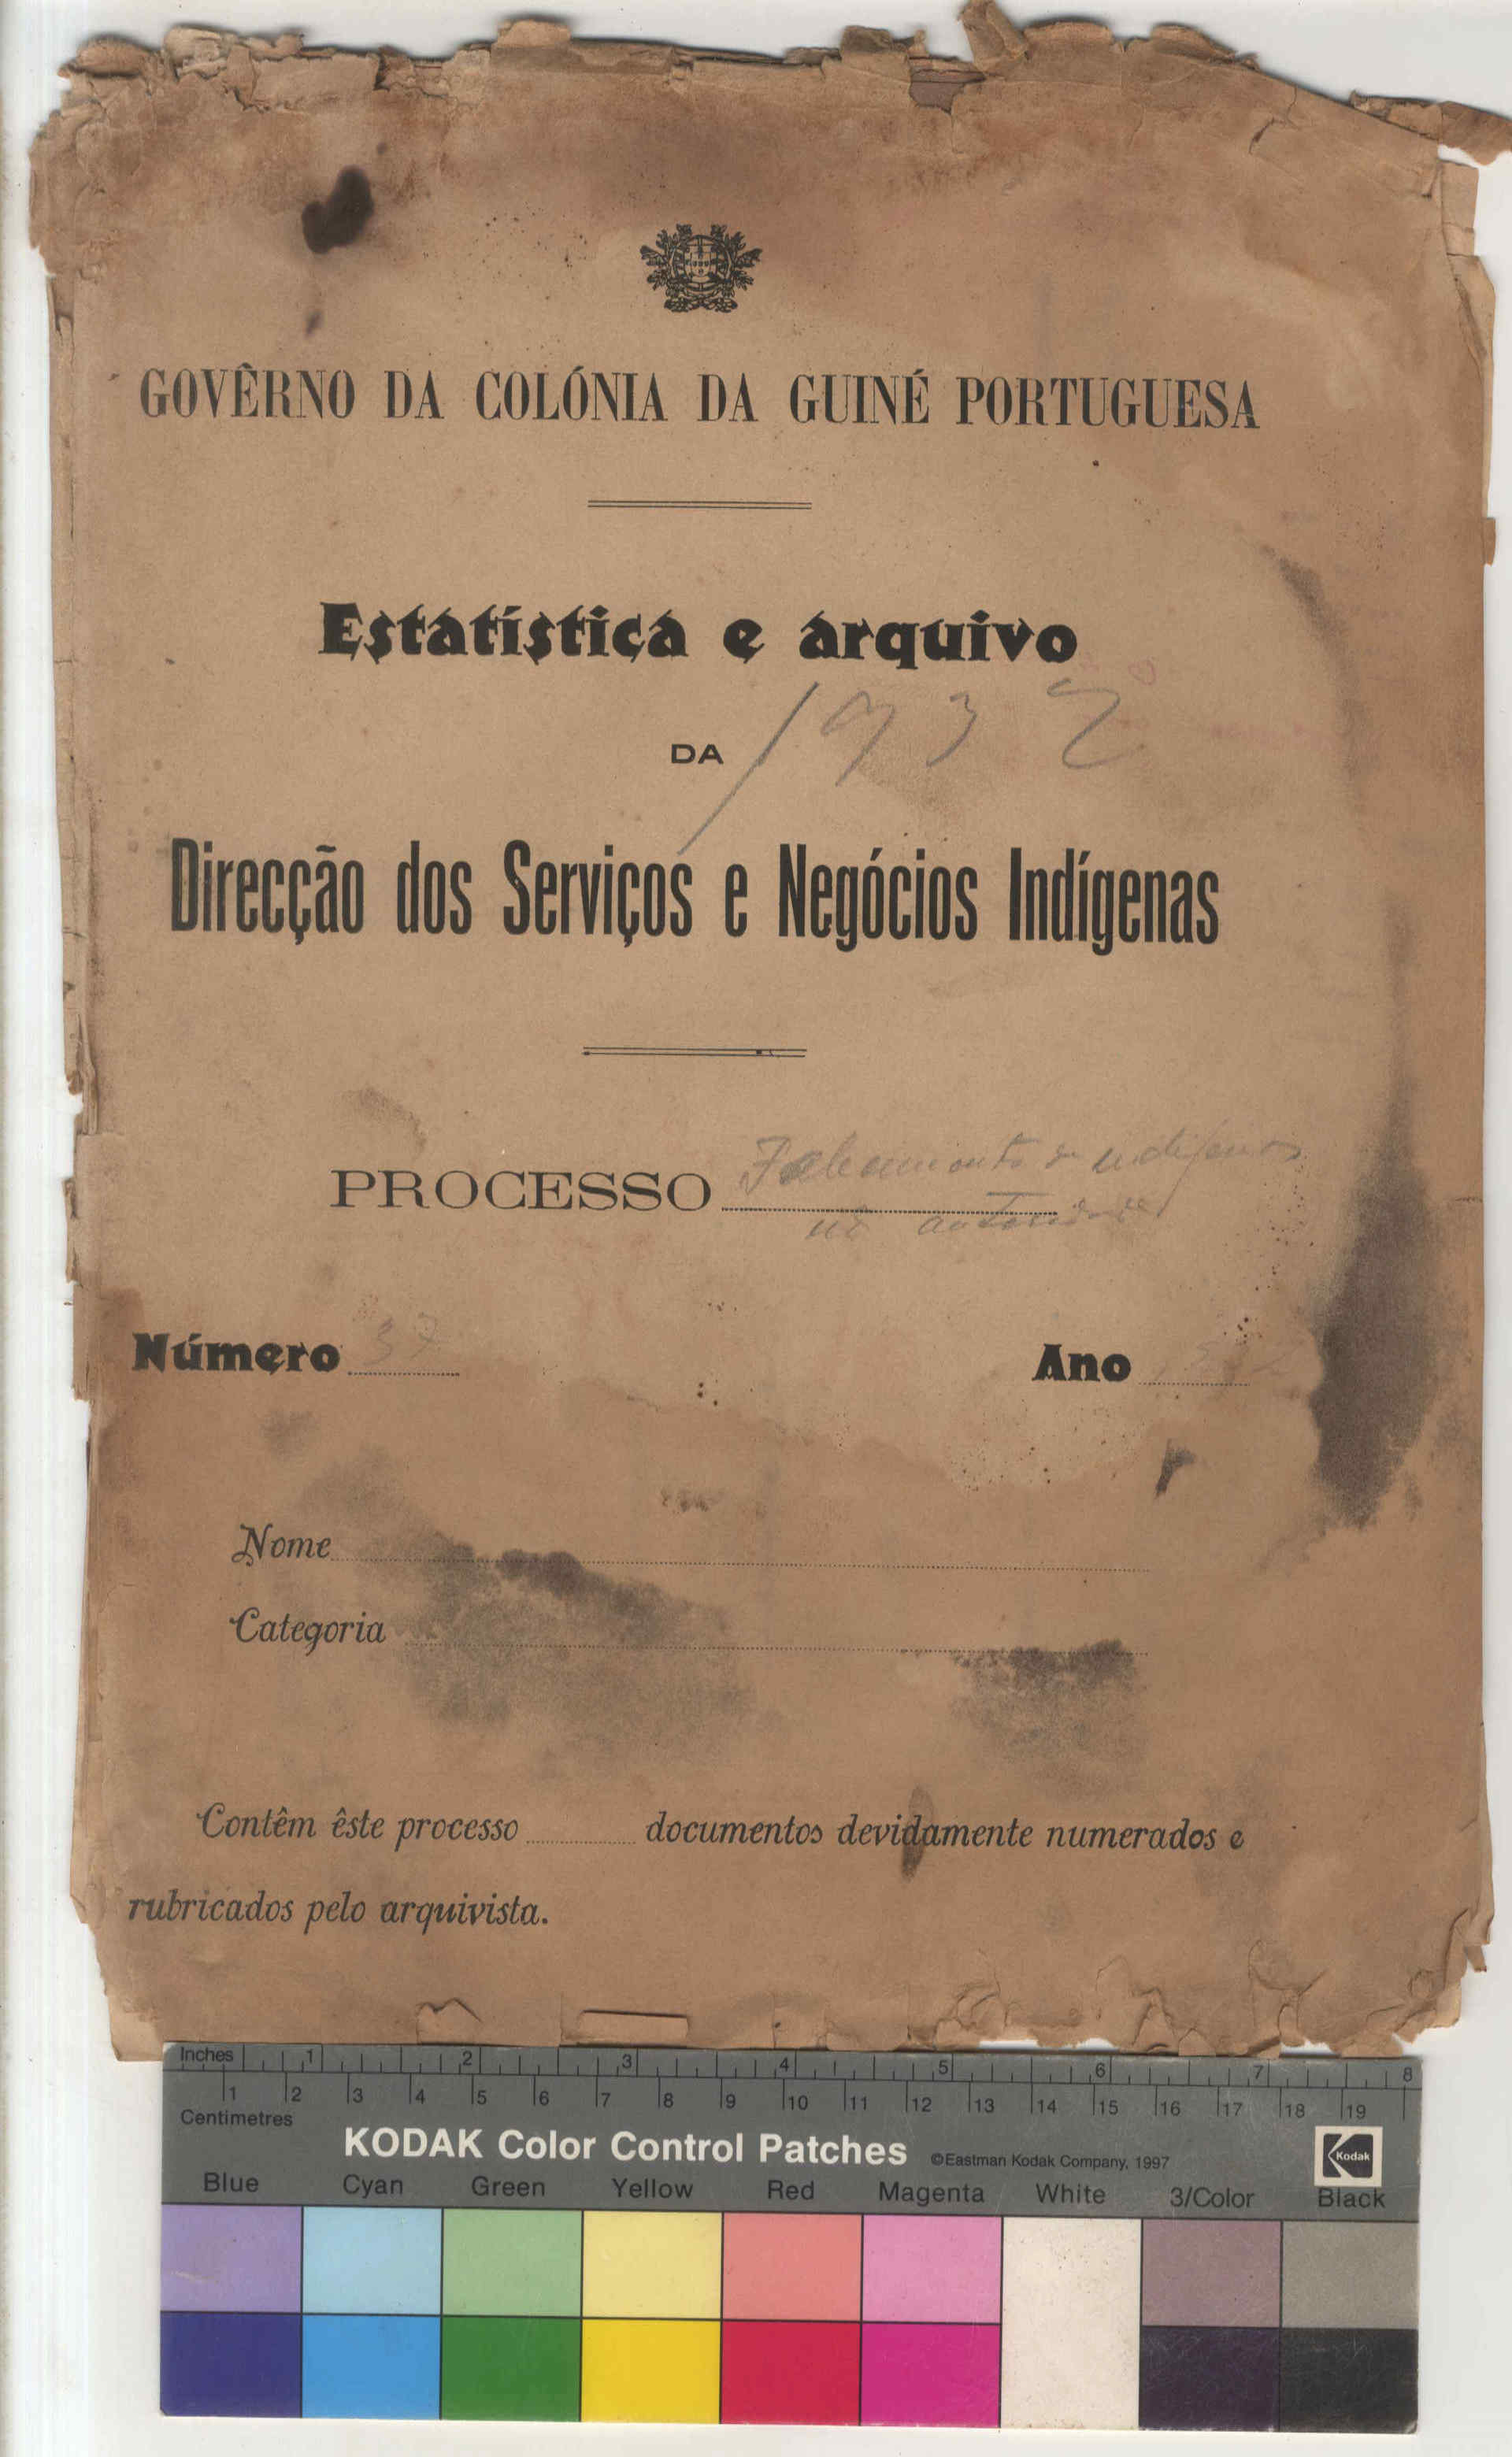 GOVÊRNO DA COLÓNIA DA GUINÉ PORTUGUESA
Estatística e arquivo
DA 1932
Direcção dos Serviços e Negócios Indígenas
PROCESSO Falecimento de indígenas
Número 37 Ano
Nome
Categoria
Contêm êste processo documentos devidamente numerados e
rubricados pelo arquivista.
Inches 1 2 3 4 5 6 7 8
1 2 3 4 5 6 7 8 9 10 11 12 13 14 15 16 17 18 19
Centimetres
KODAK Color Control Patches ©Eastman Kodak Company, 1997 Kodak
Blue Cyan Green Yellow Red Magenta White 3/Color Black